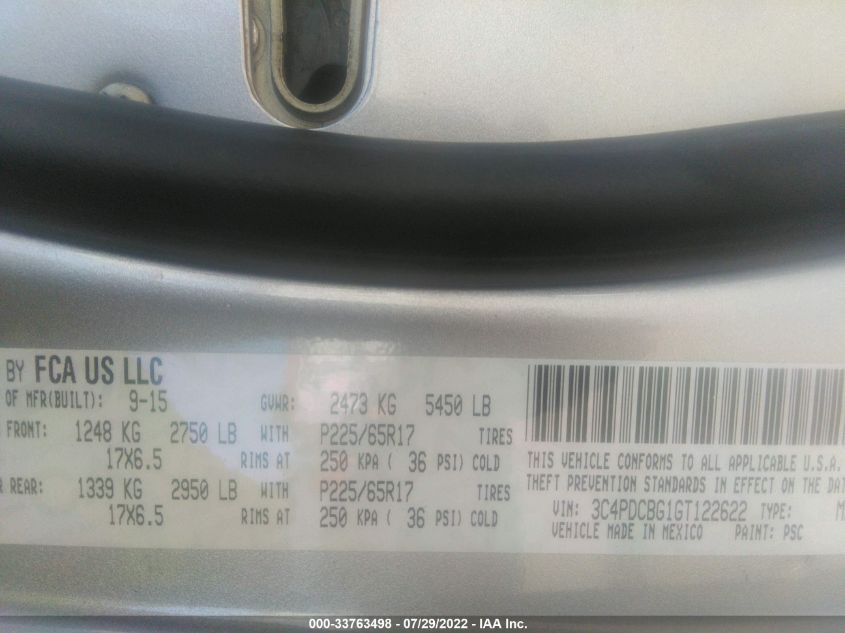 BY FCA US LLC
OF MFR(BUILT): 9-15 GVWR: 2473 KG 5450 LB
FRONT: 1248 KG 2750 LB WITH P225/65R17 TIRES
17X6.5 RIMS AT 250 KPA ( 36 PSI) COLD
REAR: 1339 KG 2950 LB WITH P225/65R17 TIRES
17X6.5 RIMS AT 250 KPA ( 36 PSI) COLD
THIS VEHICLE CONFORMS TO ALL APPLICABLE U.S.A.
THEFT PREVENTION STANDARDS IN EFFECT ON THE DAT
VIN: 3C4PDCBG1GT122622 TYPE: M
VEHICLE MADE IN MEXICO PAINT: PSC
000-33763498 - 07/29/2022 - IAA Inc.